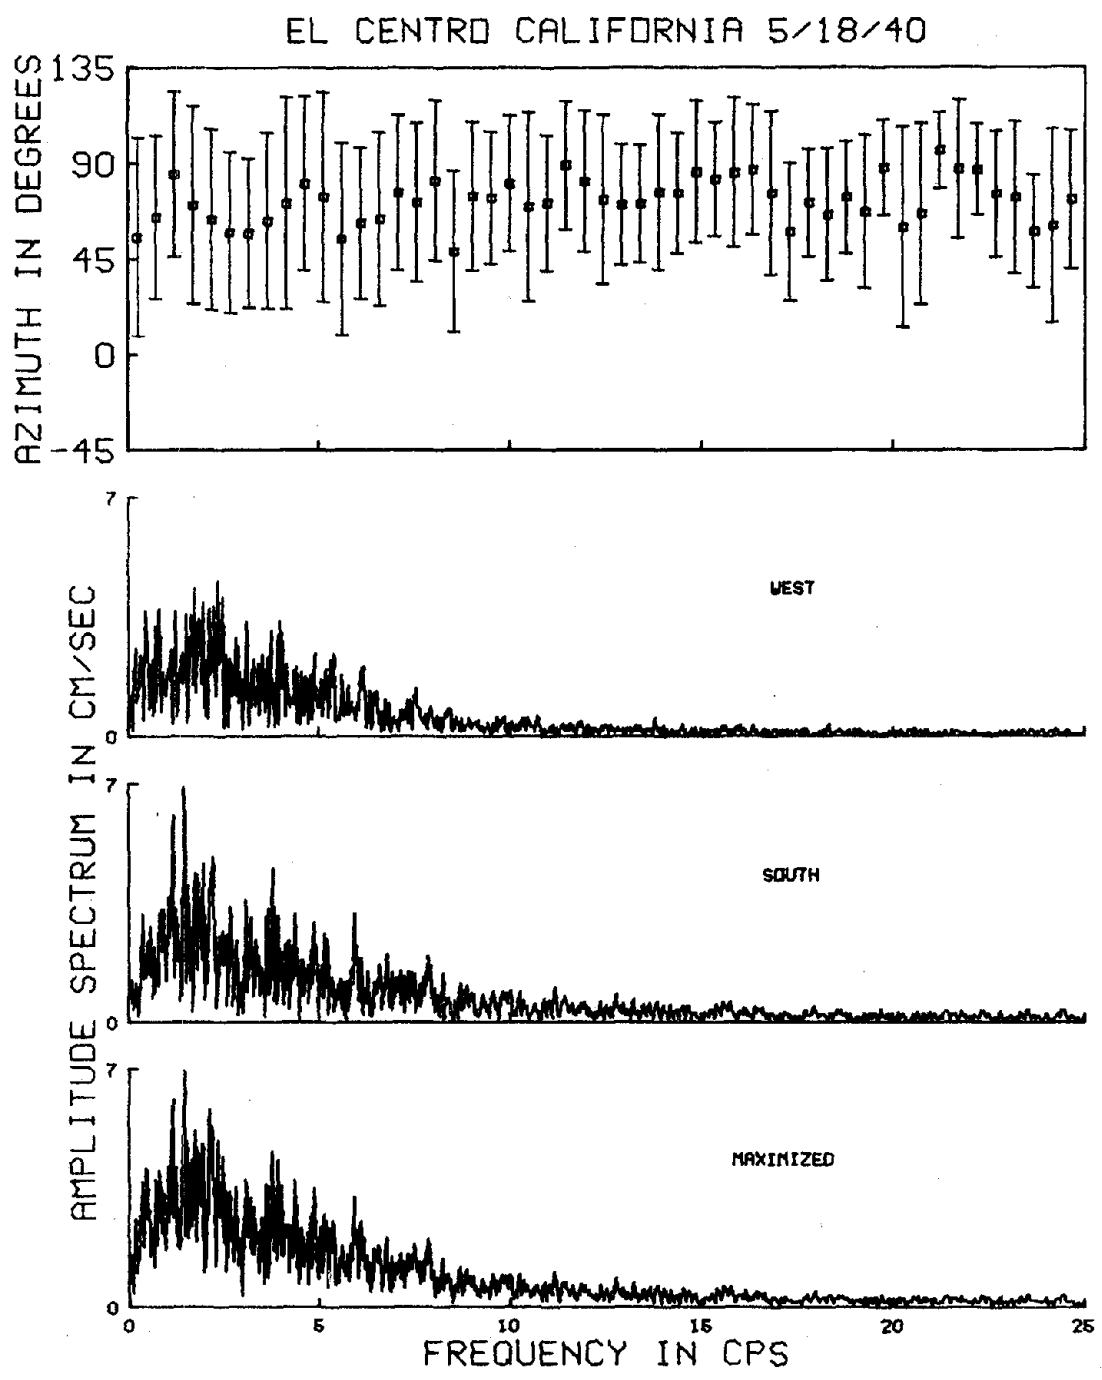 EL CENTRO CALIFORNIA 5/18/40
AZIMUTH IN DEGREES
135
90
45
0
-45
AMPLITUDE SPECTRUM IN CM/SEC
7
WEST
0
7
SOUTH
0
7
MAXIMIZED
0
0 5 10 15 20 25
FREQUENCY IN CPS